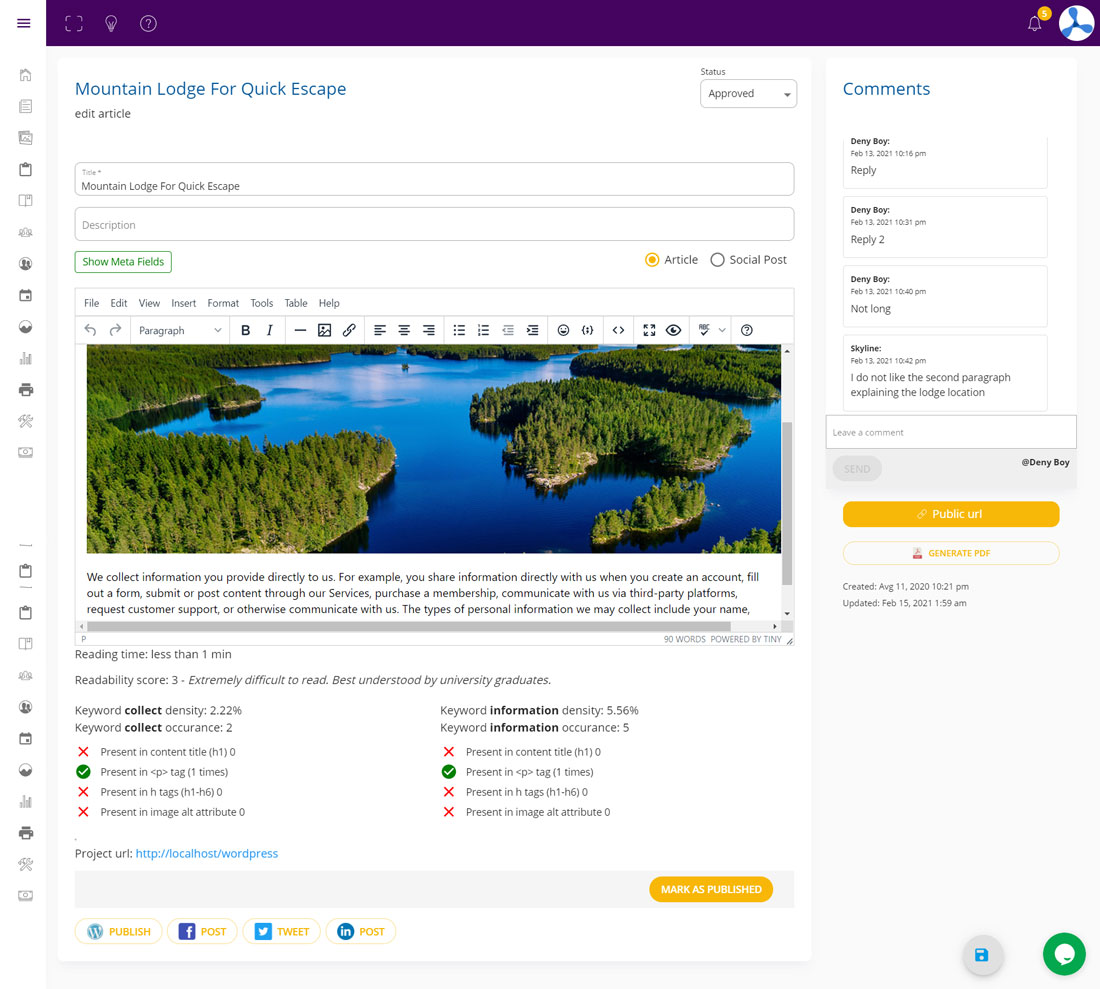 5
Mountain Lodge For Quick Escape
edit article
Status
Approved
Title *
Mountain Lodge For Quick Escape
Description
Show Meta Fields
Article
Social Post
File Edit View Insert Format Tools Table Help
Paragraph B I ABC
We collect information you provide directly to us. For example, you share information directly with us when you create an account, fill
out a form, submit or post content through our Services, purchase a membership, communicate with us via third-party platforms,
request customer support, or otherwise communicate with us. The types of personal information we may collect include your name,
P
90 WORDS POWERED BY TINY
Reading time: less than 1 min
Readability score: 3 - Extremely difficult to read. Best understood by university graduates.
Keyword collect density: 2.22%
Keyword collect occurance: 2
Present in content title (h1) 0
Present in <p> tag (1 times)
Present in h tags (h1-h6) 0
Present in image alt attribute 0
Keyword information density: 5.56%
Keyword information occurance: 5
Present in content title (h1) 0
Present in <p> tag (1 times)
Present in h tags (h1-h6) 0
Present in image alt attribute 0
.
Project url: http://localhost/wordpress
MARK AS PUBLISHED
PUBLISH
POST
TWEET
POST
Comments
Deny Boy:
Feb 13, 2021 10:16 pm
Reply
Deny Boy:
Feb 13, 2021 10:31 pm
Reply 2
Deny Boy:
Feb 13, 2021 10:40 pm
Not long
Skyline:
Feb 13, 2021 10:42 pm
I do not like the second paragraph
explaining the lodge location
Leave a comment
SEND
@Deny Boy
Public url
GENERATE PDF
Created: Avg 11, 2020 10:21 pm
Updated: Feb 15, 2021 1:59 am